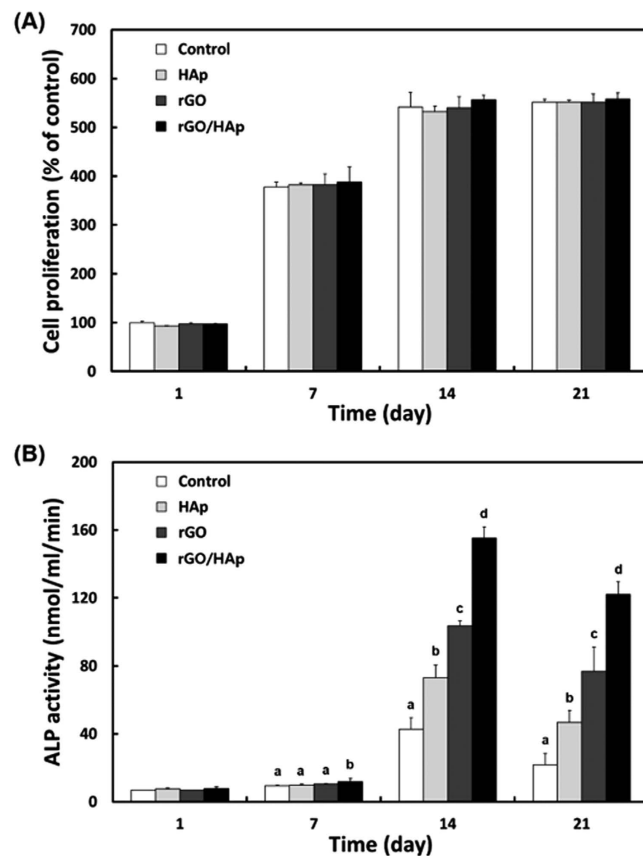 (A)
700
600
500
400
300
200
100
0
Cell proliferation (% of control)
Control
HAp
rGO
rGO/HAp
1 7 14 21
Time (day)
(B)
200
160
120
80
40
0
ALP activity (nmol/ml/min)
Control
HAp
rGO
rGO/HAp
a a a b
a b c d
a b c d
1 7 14 21
Time (day)